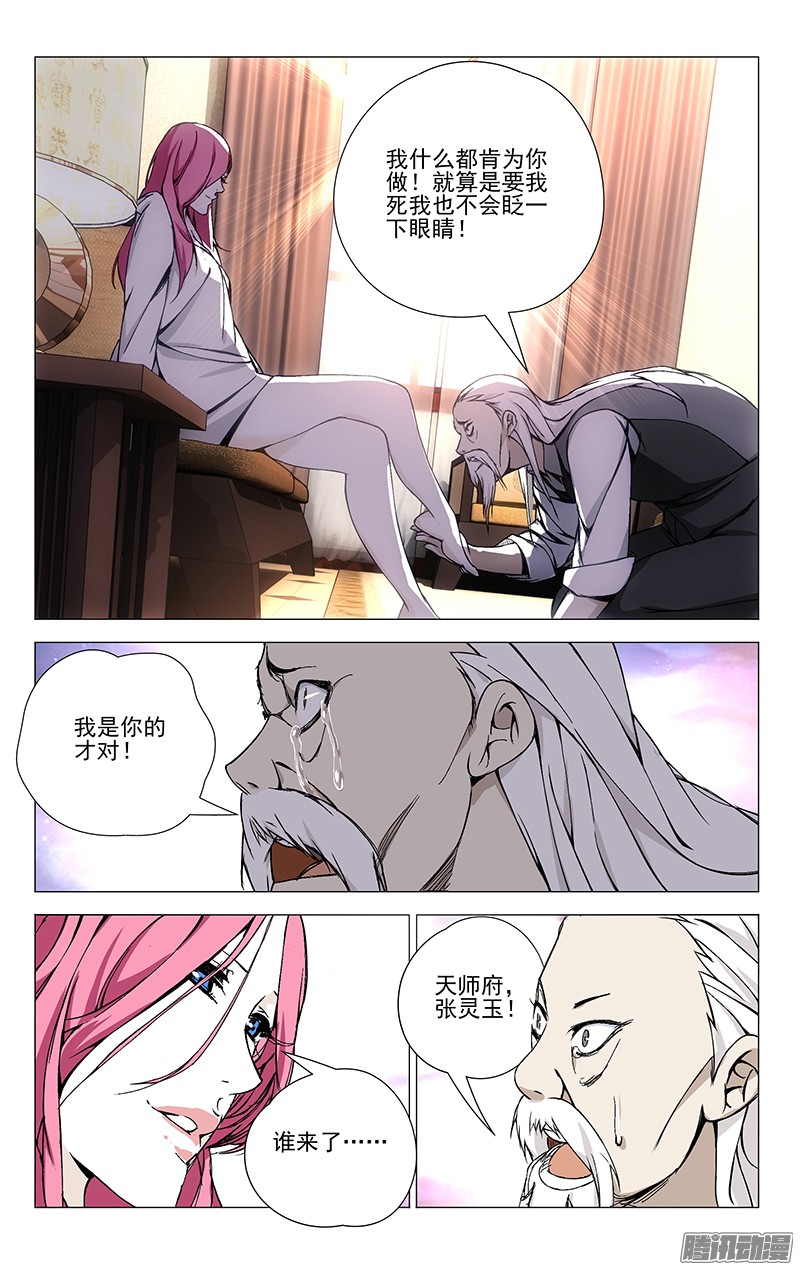 我什么都肯为你
做！就算是要我
死我也不会眨一
下眼睛！
我是你的
才对！
谁来了……
天师府，
张灵玉！
腾讯动漫